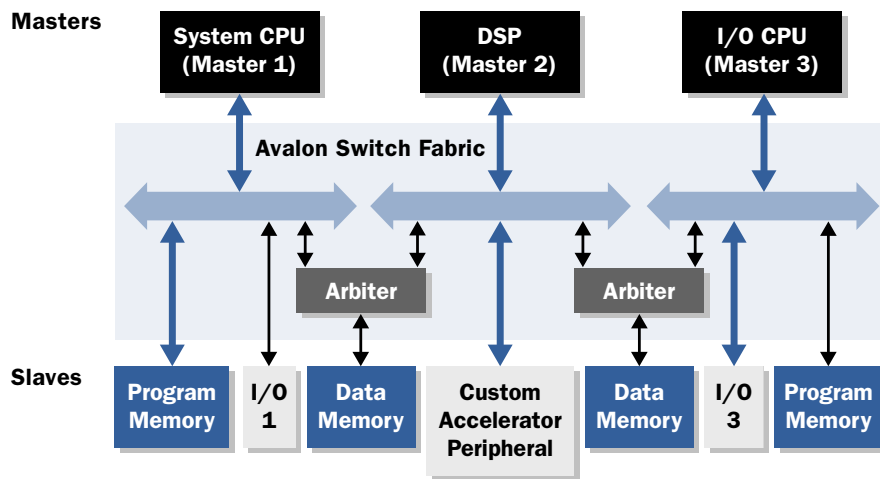 Masters
System CPU
(Master 1)
DSP
(Master 2)
I/O CPU
(Master 3)
Avalon Switch Fabric
Arbiter
Arbiter
Slaves
Program
Memory
I/O
1
Data
Memory
Custom
Accelerator
Peripheral
Data
Memory
I/O
3
Program
Memory